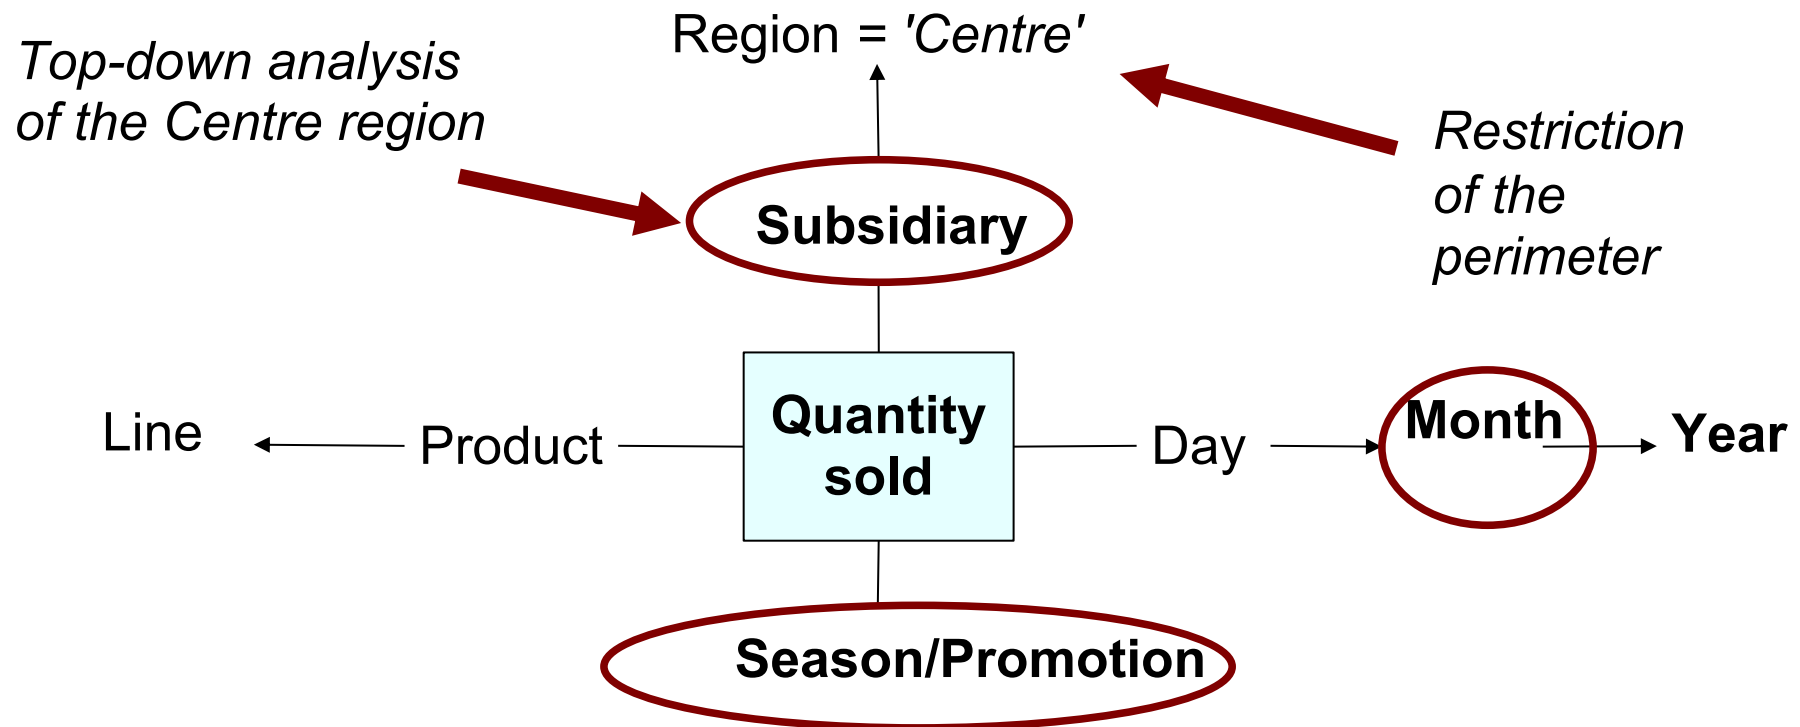 Region = 'Centre'
Top-down analysis
of the Centre region
Restriction
of the
perimeter
Subsidiary
Quantity
sold
Line
Product
Day
Month
Year
Season/Promotion